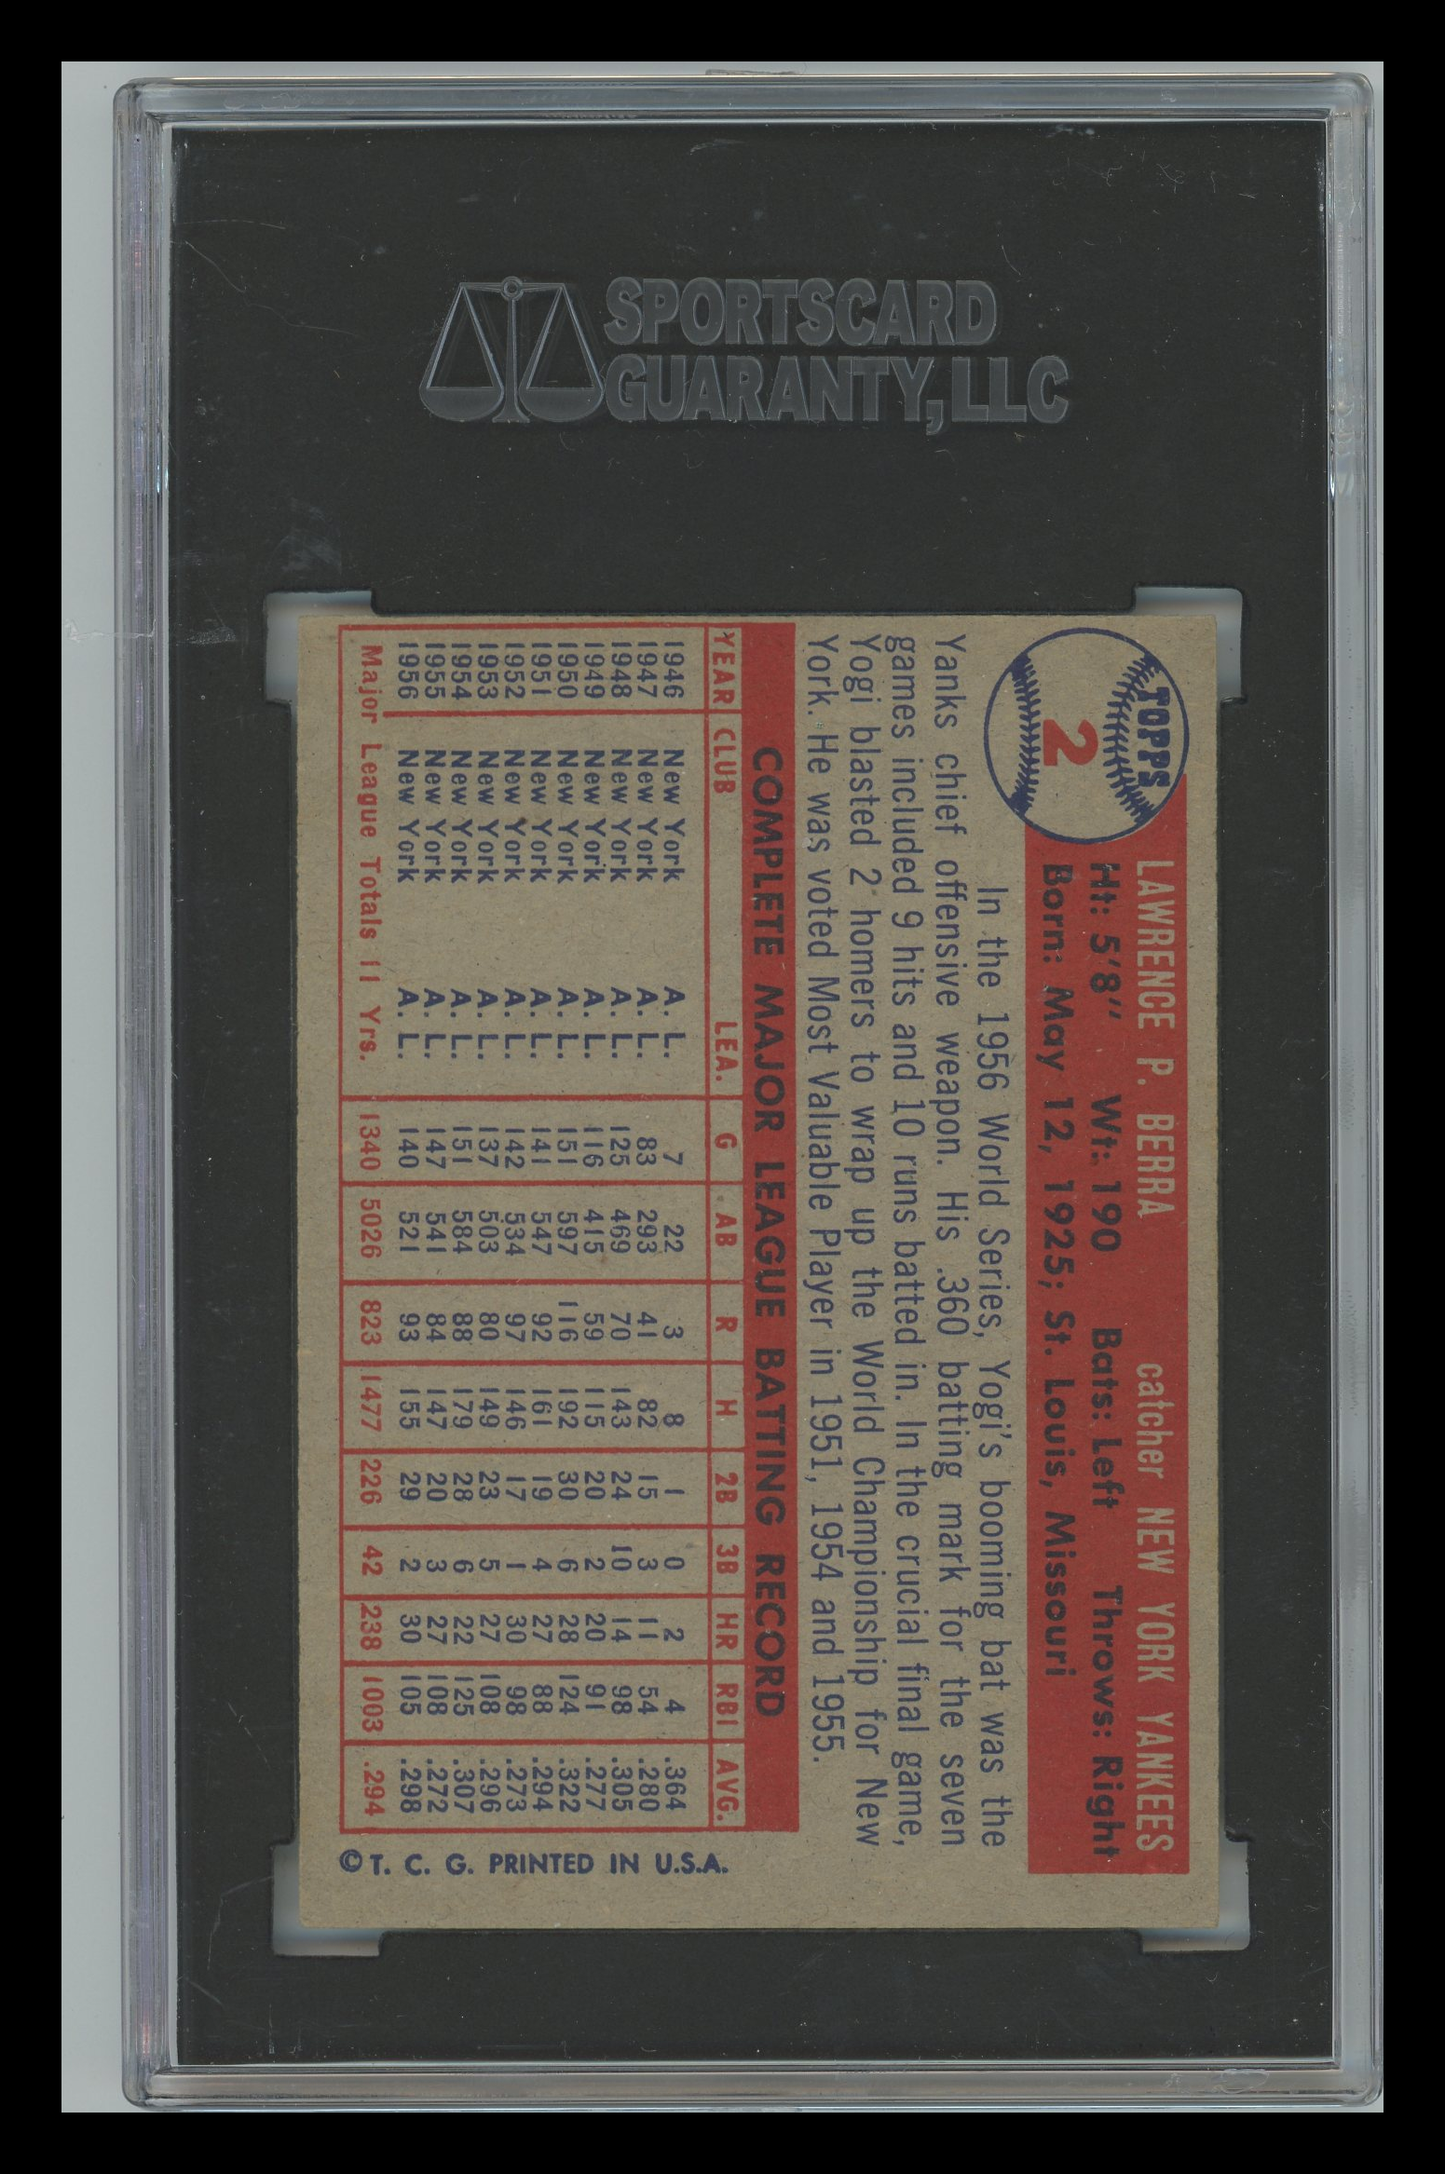 SPORTSCARD
GUARANTY, LLC
TOPPS
2
LAWRENCE P. BERRA catcher NEW YORK YANKEES
Ht: 5'8" Wt: 190 Bats: Left Throws: Right
Born: May 12, 1925; St. Louis, Missouri
In the 1956 World Series, Yogi's booming bat was the
Yanks chief offensive weapon. His .360 batting mark for the seven
games included 9 hits and 10 runs batted in. In the crucial final game,
Yogi blasted 2 homers to wrap up the World Championship for New
York. He was voted Most Valuable Player in 1951, 1954 and 1955.
COMPLETE MAJOR LEAGUE BATTING RECORD
YEAR CLUB LEA. G AB R H 2B 3B HR RBI AVG.
1946 New York A. L. 7 22 3 8 1 0 2 4 .364
1947 New York A. L. 83 293 41 82 15 3 11 54 .280
1948 New York A. L. 125 469 70 143 24 10 14 98 .305
1949 New York A. L. 116 415 59 115 20 2 20 91 .277
1950 New York A. L. 151 597 116 192 30 6 28 124 .322
1951 New York A. L. 141 547 92 161 19 4 27 88 .294
1952 New York A. L. 142 534 97 146 17 1 30 98 .273
1953 New York A. L. 137 503 80 149 23 5 27 108 .296
1954 New York A. L. 151 584 88 179 28 6 22 125 .307
1955 New York A. L. 147 541 84 147 20 3 27 108 .272
1956 New York A. L. 140 521 93 155 29 2 30 105 .298
Major League Totals 11 Yrs. 1340 5026 823 1477 226 42 238 1003 .294
© T. C. G. PRINTED IN U.S.A.